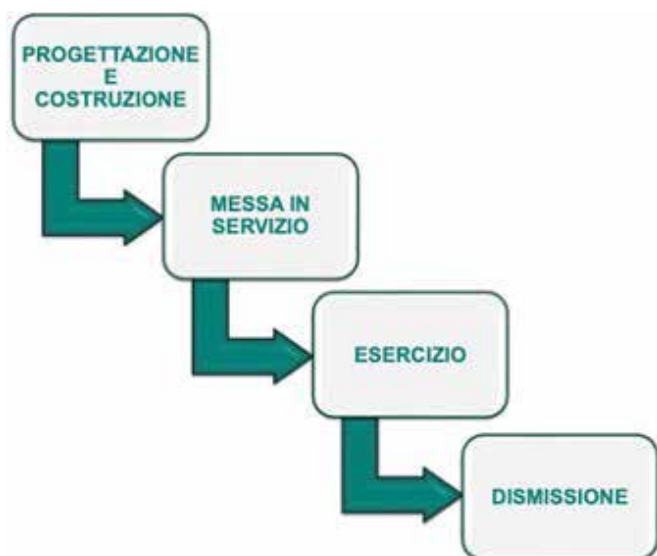 PROGETTAZIONE
E
COSTRUZIONE
MESSA IN
SERVIZIO
ESERCIZIO
DISMISSIONE